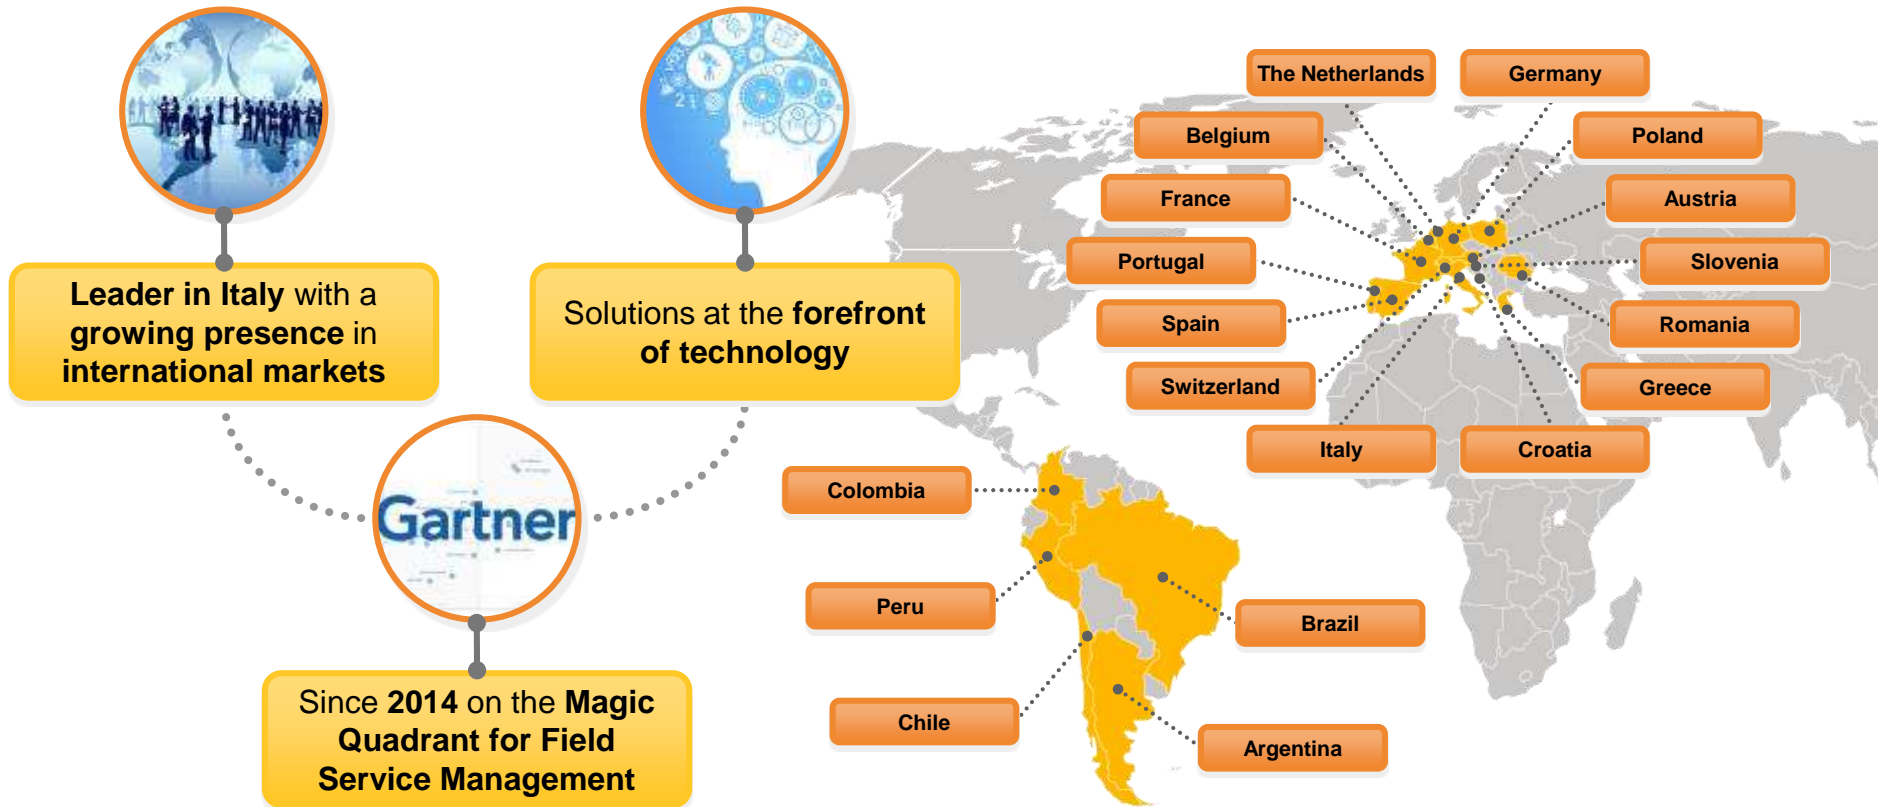 Leader in Italy with a
growing presence in
international markets
Solutions at the forefront
of technology
Gartner
Since 2014 on the Magic
Quadrant for Field
Service Management
The Netherlands
Germany
Belgium
Poland
France
Austria
Portugal
Slovenia
Spain
Romania
Switzerland
Greece
Italy
Croatia
Colombia
Peru
Brazil
Chile
Argentina